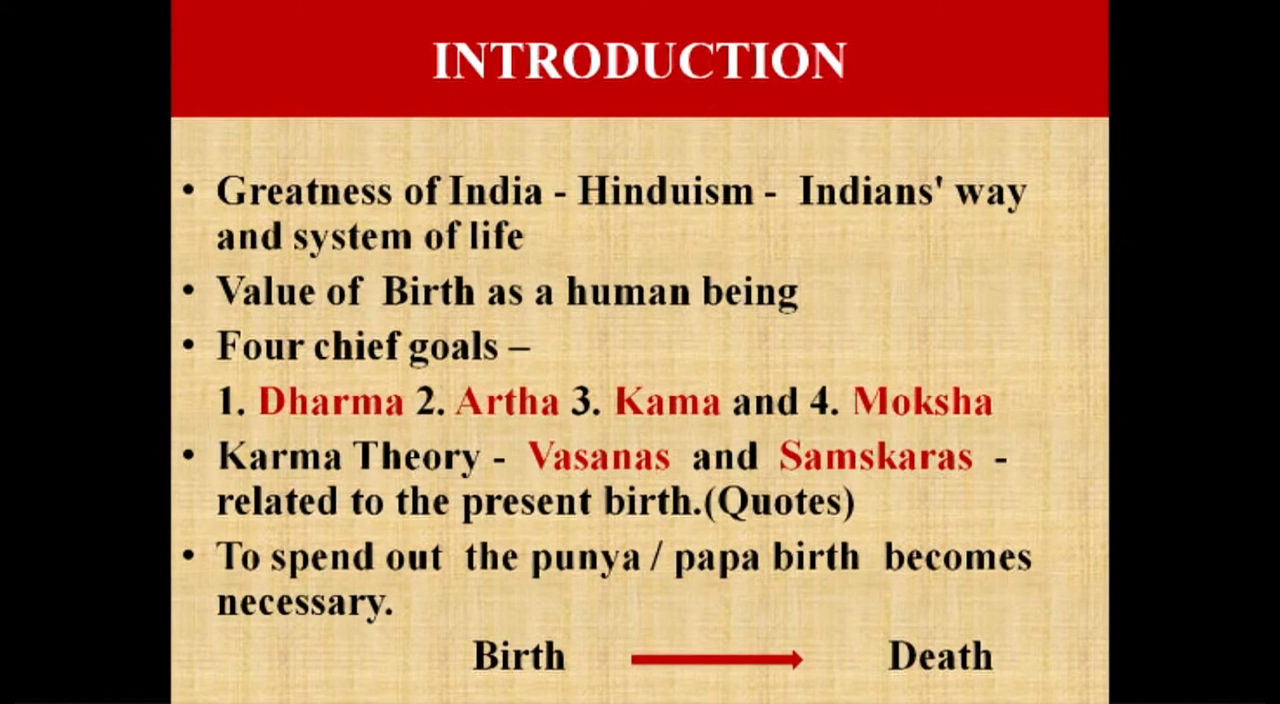 INTRODUCTION
• Greatness of India - Hinduism - Indians' way
and system of life
• Value of Birth as a human being
• Four chief goals –
1. Dharma 2. Artha 3. Kama and 4. Moksha
• Karma Theory - Vasanas and Samskaras -
related to the present birth.(Quotes)
• To spend out the punya / papa birth becomes
necessary.
Birth Death